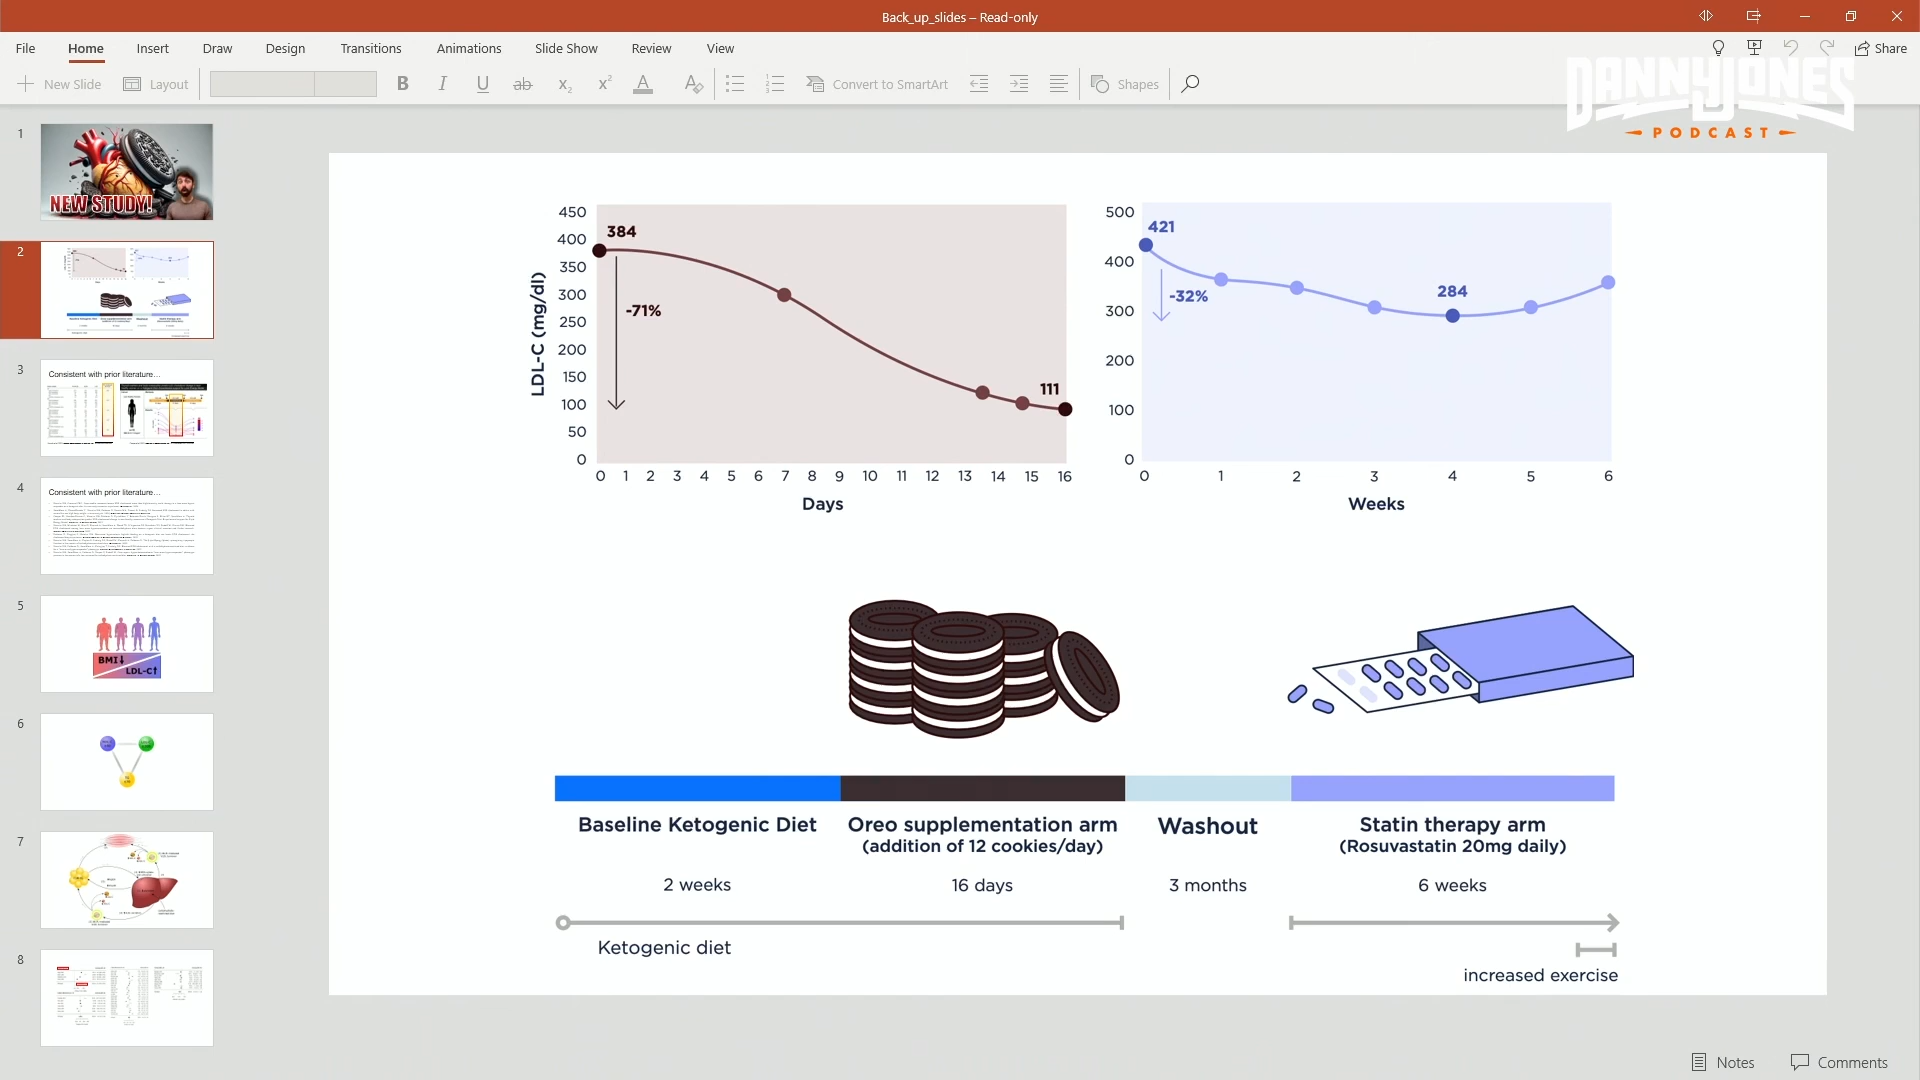 Back_up_slides – Read-only
File Home Insert Draw Design Transitions Animations Slide Show Review View
Share
New Slide Layout B I U ab x₂ x² A Convert to SmartArt Shapes
DANNY JONES
PODCAST
1
NEW STUDY!
2
3
Consistent with prior literature...
4
Consistent with prior literature...
5
BMI↓
LDL-C↑
6
7
8
LDL-C (mg/dl)
450
400
350
300
250
200
150
100
50
0
384
-71%
111
0 1 2 3 4 5 6 7 8 9 10 11 12 13 14 15 16
Days
500
400
300
200
100
0
421
-32%
284
0 1 2 3 4 5 6
Weeks
Baseline Ketogenic Diet
2 weeks
Oreo supplementation arm
(addition of 12 cookies/day)
16 days
Washout
3 months
Statin therapy arm
(Rosuvastatin 20mg daily)
6 weeks
Ketogenic diet
increased exercise
Notes Comments